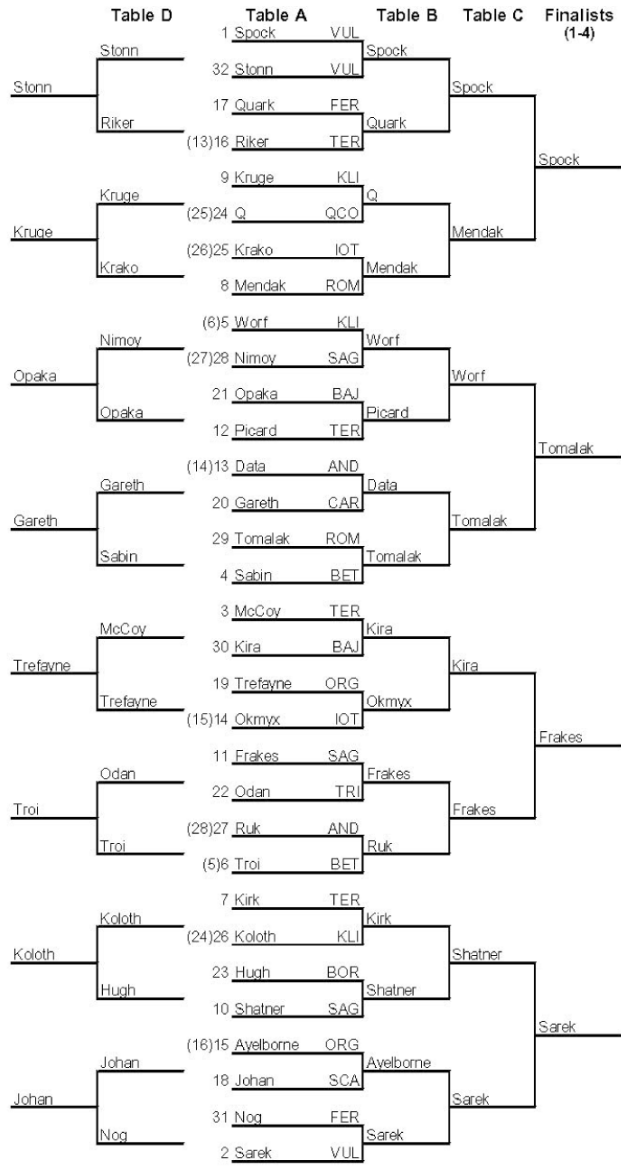 Table D Table A Table B Table C Finalists
(1-4)
1 Spock VUL
Stonn Spock
32 Stonn VUL
Stonn Spock
17 Quark FER
Riker Quark
(13)16 Riker TER
Spock
9 Kruge KLI
Kruge Q
(25)24 Q QCO
Kruge Mendak
(26)25 Krako IOT
Krako Mendak
8 Mendak ROM
(6)5 Worf KLI
Nimoy Worf
(27)28 Nimoy SAG
Opaka Worf
21 Opaka BAJ
Opaka Picard
12 Picard TER
Tomalak
(14)13 Data AND
Gareth Data
20 Gareth CAR
Gareth Tomalak
29 Tomalak ROM
Sabin Tomalak
4 Sabin BET
3 McCoy TER
McCoy Kira
30 Kira BAJ
Trefayne Kira
19 Trefayne ORG
Trefayne Okmyx
(15)14 Okmyx IOT
Frakes
11 Frakes SAG
Odan Frakes
22 Odan TRI
Troi Frakes
(28)27 Ruk AND
Troi Ruk
(5)6 Troi BET
7 Kirk TER
Koloth Kirk
(24)26 Koloth KLI
Koloth Shatner
23 Hugh BOR
Hugh Shatner
10 Shatner SAG
Sarek
(16)15 Ayelborne ORG
Johan Ayelborne
18 Johan SCA
Johan Sarek
31 Nog FER
Nog Sarek
2 Sarek VUL